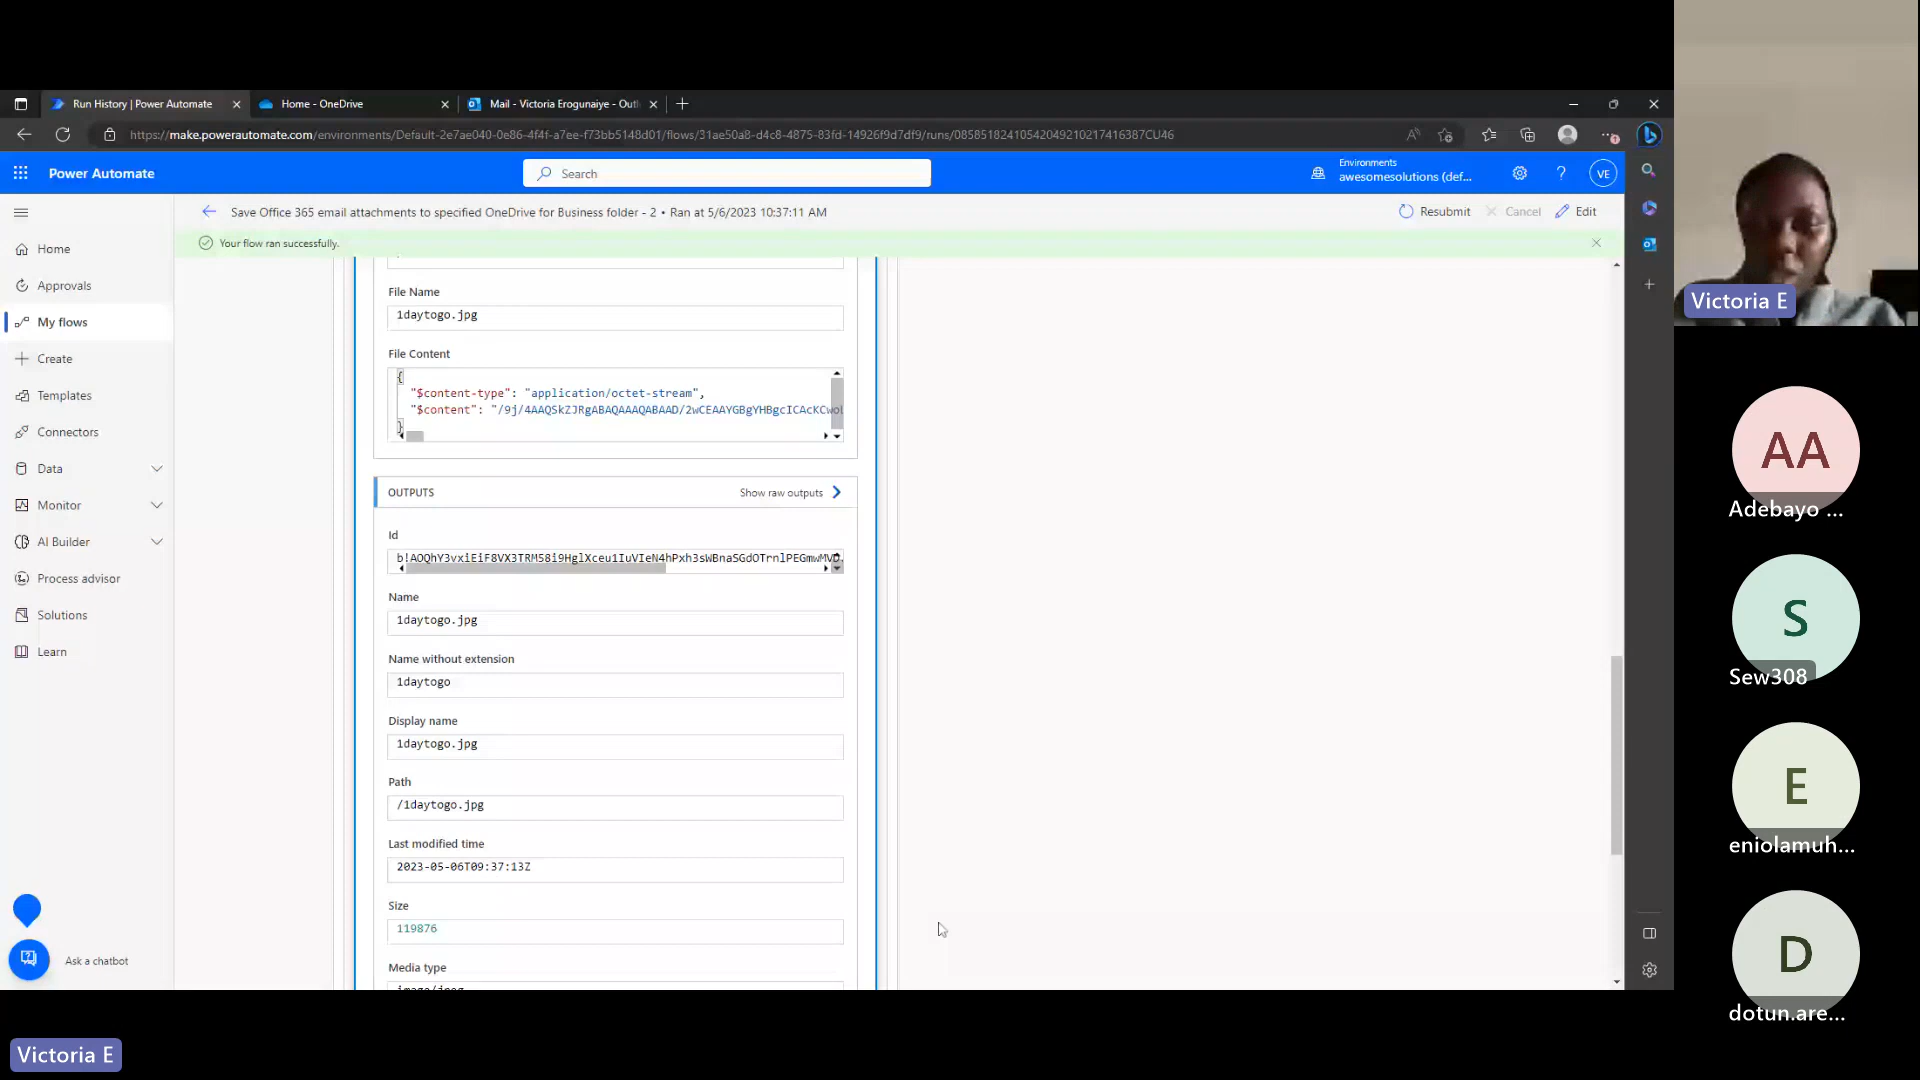 Run History | Power Automate
Home - OneDrive
Mail - Victoria Erogunaiye - Outl
https://make.powerautomate.com/environments/Default-2e7ae040-0e86-4f4f-a7ee-f73bb5148d01/flows/31ae50a8-d4c8-4875-83fd-14926f9d7df9/runs/08585182410542049210217416387CU46
Power Automate
Search
Environments
awesomesolutions (def...
VE
Save Office 365 email attachments to specified OneDrive for Business folder - 2 • Ran at 5/6/2023 10:37:11 AM
Resubmit
Cancel
Edit
Your flow ran successfully.
Home
Approvals
My flows
Create
Templates
Connectors
Data
Monitor
AI Builder
Process advisor
Solutions
Learn
Ask a chatbot
File Name
1daytogo.jpg
File Content
{
"$content-type": "application/octet-stream",
"$content": "/9j/4AAQSkZJRgABAQAAAQABAAD/2wCEAAYGBgYHBgcICAcKCwo
}
OUTPUTS
Show raw outputs
Id
Name
1daytogo.jpg
Name without extension
1daytogo
Display name
1daytogo.jpg
Path
/1daytogo.jpg
Last modified time
2023-05-06T09:37:13Z
Size
119876
Media type
image/jpeg
Victoria E
AA
Adebayo ...
S
Sew308
E
eniolamuh...
D
dotun.are...
Victoria E